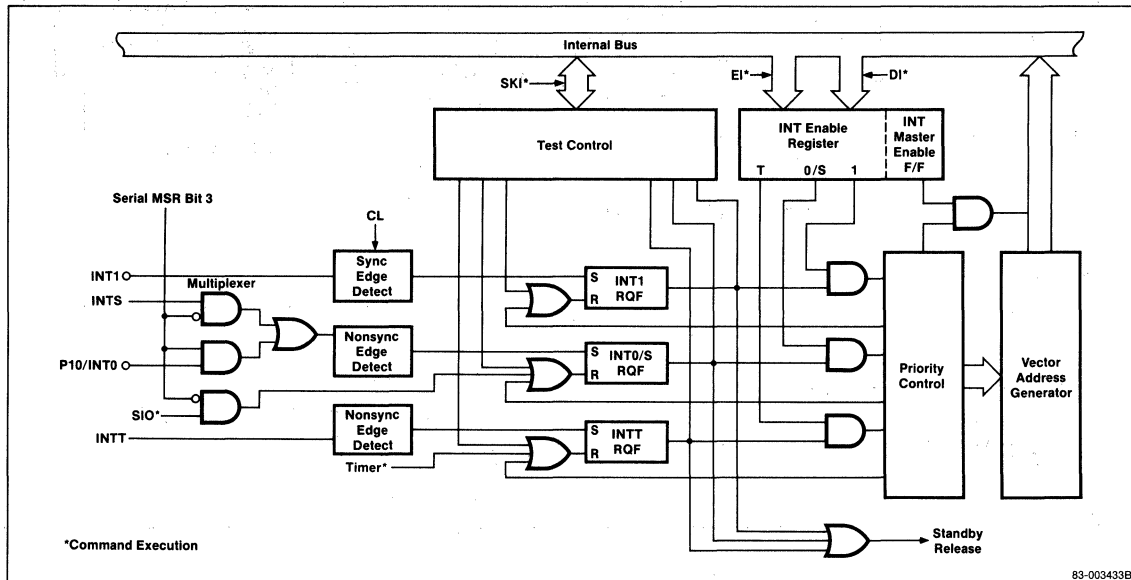 Internal Bus
SKI*
EI*
DI*
Test Control
INT Enable
Register
T 0/S 1
INT
Master
Enable
F/F
Serial MSR Bit 3
CL
INT1
Sync
Edge
Detect
S
R
INT1
RQF
Multiplexer
INTS
P10/INT0
Nonsync
Edge
Detect
S
R
INT0/S
RQF
SIO*
INTT
Nonsync
Edge
Detect
S
R
INTT
RQF
Timer*
Priority
Control
Vector
Address
Generator
Standby
Release
*Command Execution
83-003433B